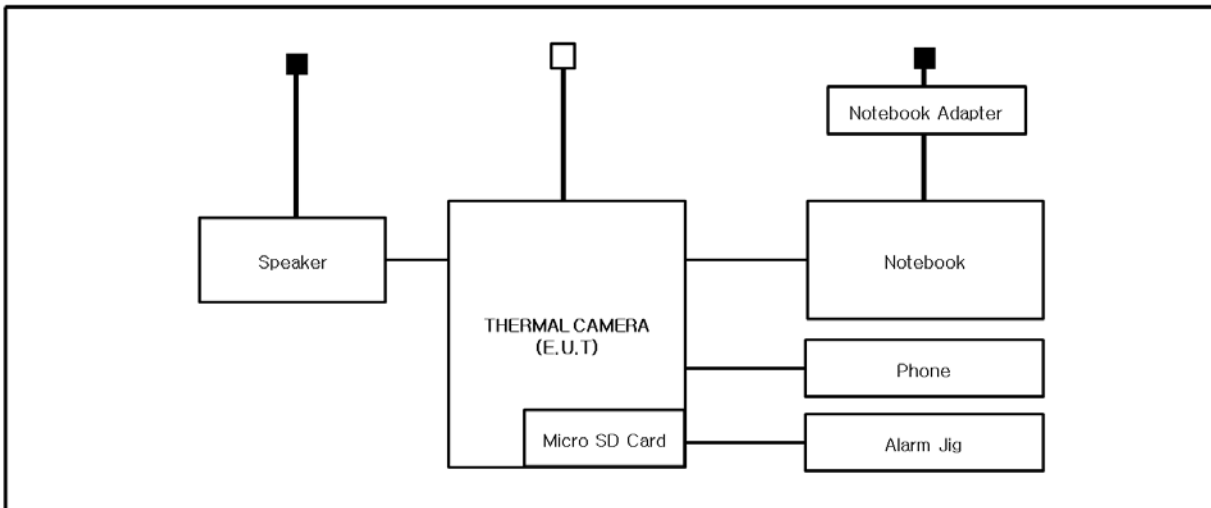 Notebook Adapter
Speaker
Notebook
THERMAL CAMERA
(E.U.T)
Phone
Micro SD Card
Alarm Jig